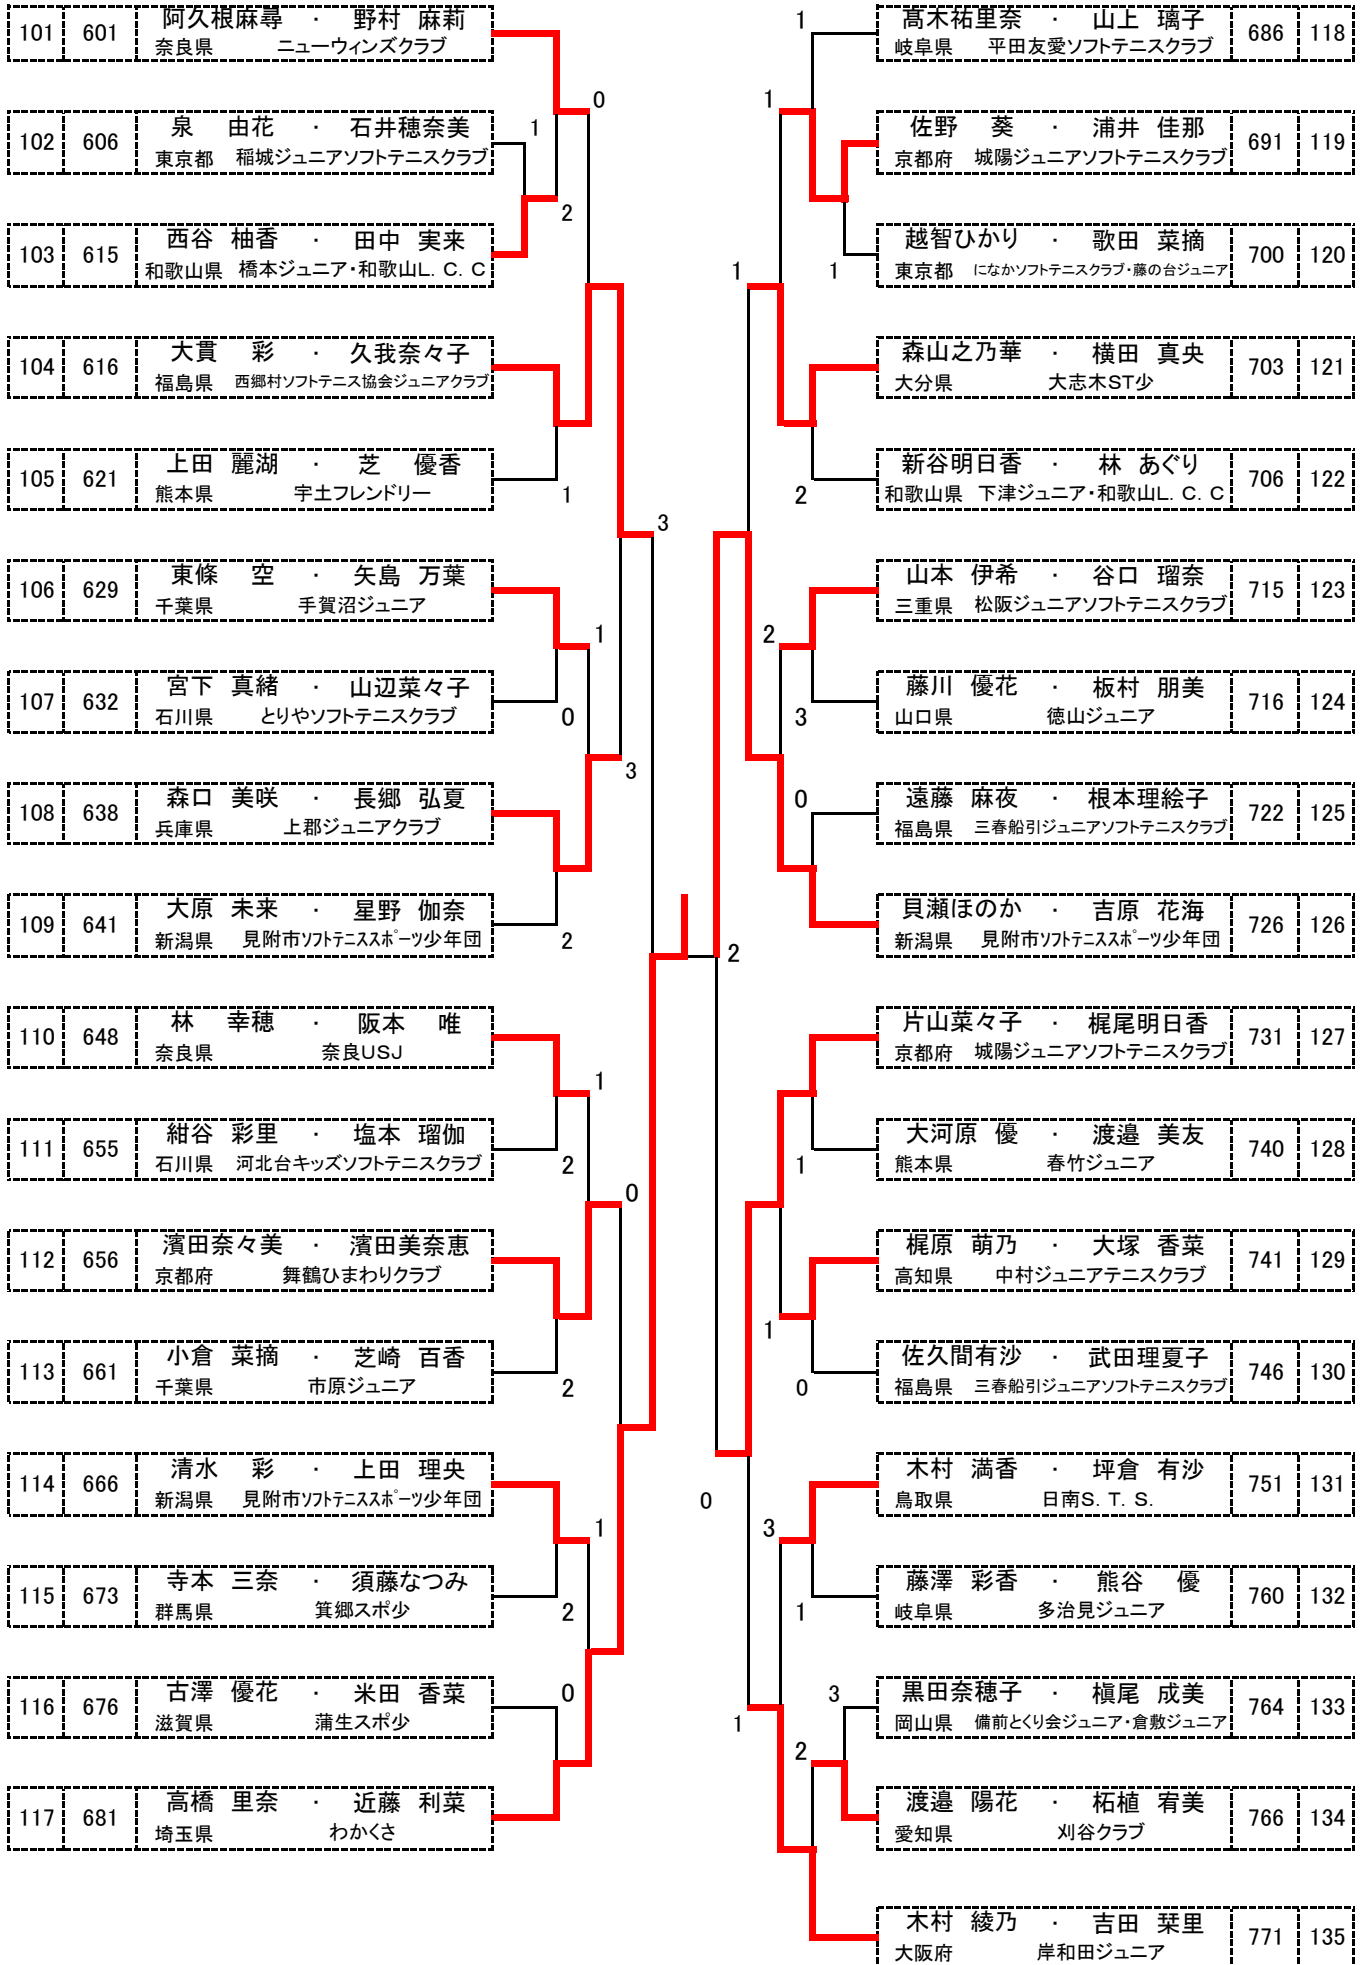 101 601 阿久根麻尋 ・ 野村 麻莉
奈良県 ニューウィンズクラブ
102 606 泉 由花 ・ 石井穂奈美
東京都 稲城ジュニアソフトテニスクラブ
103 615 西谷 柚香 ・ 田中 実来
和歌山県 橋本ジュニア・和歌山L.C.C
104 616 大貫 彩 ・ 久我奈々子
福島県 西郷村ソフトテニス協会ジュニアクラブ
105 621 上田 麗湖 ・ 芝 優香
熊本県 宇土フレンドリー
106 629 東條 空 ・ 矢島 万葉
千葉県 手賀沼ジュニア
107 632 宮下 真緒 ・ 山辺菜々子
石川県 とりやソフトテニスクラブ
108 638 森口 美咲 ・ 長郷 弘夏
兵庫県 上郡ジュニアクラブ
109 641 大原 未来 ・ 星野 伽奈
新潟県 見附市ソフトテニススポーツ少年団
110 648 林 幸穂 ・ 阪本 唯
奈良県 奈良USJ
111 655 紺谷 彩里 ・ 塩本 瑠伽
石川県 河北台キッズソフトテニスクラブ
112 656 濱田奈々美 ・ 濱田美奈恵
京都府 舞鶴ひまわりクラブ
113 661 小倉 菜摘 ・ 芝崎 百香
千葉県 市原ジュニア
114 666 清水 彩 ・ 上田 理央
新潟県 見附市ソフトテニススポーツ少年団
115 673 寺本 三奈 ・ 須藤なつみ
群馬県 箕郷スポ少
116 676 古澤 優花 ・ 米田 香菜
滋賀県 蒲生スポ少
117 681 高橋 里奈 ・ 近藤 利菜
埼玉県 わかくさ
0
1
2
1
3
1
0
3
2
1
2
0
2
1
2
0
2
0
1
1
1
1
2
2
3
0
1
1
0
3
1
1
3
2
髙木祐里奈 ・ 山上 璃子 686 118
岐阜県 平田友愛ソフトテニスクラブ
佐野 葵 ・ 浦井 佳那 691 119
京都府 城陽ジュニアソフトテニスクラブ
越智ひかり ・ 歌田 菜摘 700 120
東京都 になかソフトテニスクラブ・藤の台ジュニア
森山之乃華 ・ 横田 真央 703 121
大分県 大志木ST少
新谷明日香 ・ 林 あぐり 706 122
和歌山県 下津ジュニア・和歌山L.C.C
山本 伊希 ・ 谷口 瑠奈 715 123
三重県 松阪ジュニアソフトテニスクラブ
藤川 優花 ・ 板村 朋美 716 124
山口県 徳山ジュニア
遠藤 麻夜 ・ 根本理絵子 722 125
福島県 三春船引ジュニアソフトテニスクラブ
貝瀬ほのか ・ 吉原 花海 726 126
新潟県 見附市ソフトテニススポーツ少年団
片山菜々子 ・ 梶尾明日香 731 127
京都府 城陽ジュニアソフトテニスクラブ
大河原 優 ・ 渡邉 美友 740 128
熊本県 春竹ジュニア
梶原 萌乃 ・ 大塚 香菜 741 129
高知県 中村ジュニアテニスクラブ
佐久間有沙 ・ 武田理夏子 746 130
福島県 三春船引ジュニアソフトテニスクラブ
木村 満香 ・ 坪倉 有沙 751 131
鳥取県 日南S.T.S.
藤澤 彩香 ・ 熊谷 優 760 132
岐阜県 多治見ジュニア
黒田奈穂子 ・ 槇尾 成美 764 133
岡山県 備前とくり会ジュニア・倉敷ジュニア
渡邉 陽花 ・ 柘植 宥美 766 134
愛知県 刈谷クラブ
木村 綾乃 ・ 吉田 栞里 771 135
大阪府 岸和田ジュニア